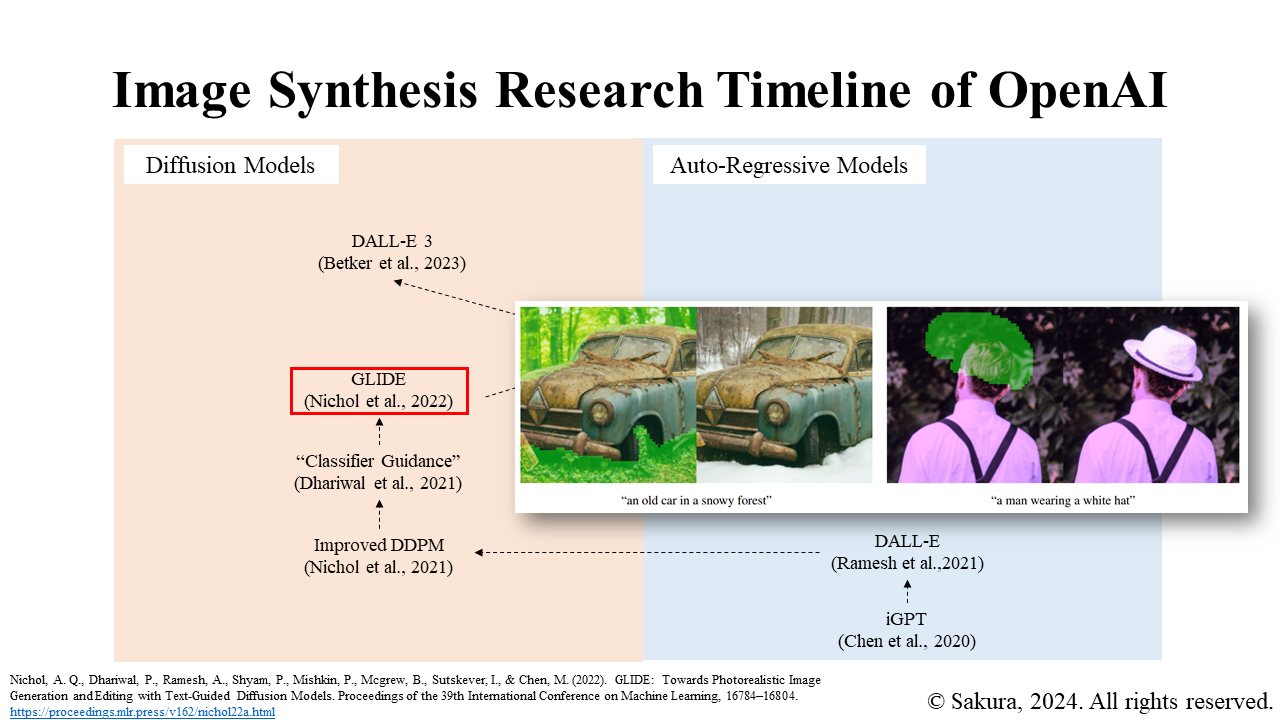 Image Synthesis Research Timeline of OpenAI
Diffusion Models
Auto-Regressive Models
DALL-E 3
(Betker et al., 2023)
GLIDE
(Nichol et al., 2022)
“an old car in a snowy forest”
“a man wearing a white hat”
“Classifier Guidance”
(Dhariwal et al., 2021)
Improved DDPM
(Nichol et al., 2021)
DALL-E
(Ramesh et al.,2021)
iGPT
(Chen et al., 2020)
Nichol, A. Q., Dhariwal, P., Ramesh, A., Shyam, P., Mishkin, P., Mcgrew, B., Sutskever, I., & Chen, M. (2022). GLIDE: Towards Photorealistic Image
Generation and Editing with Text-Guided Diffusion Models. Proceedings of the 39th International Conference on Machine Learning, 16784–16804.
https://proceedings.mlr.press/v162/nichol22a.html
© Sakura, 2024. All rights reserved.